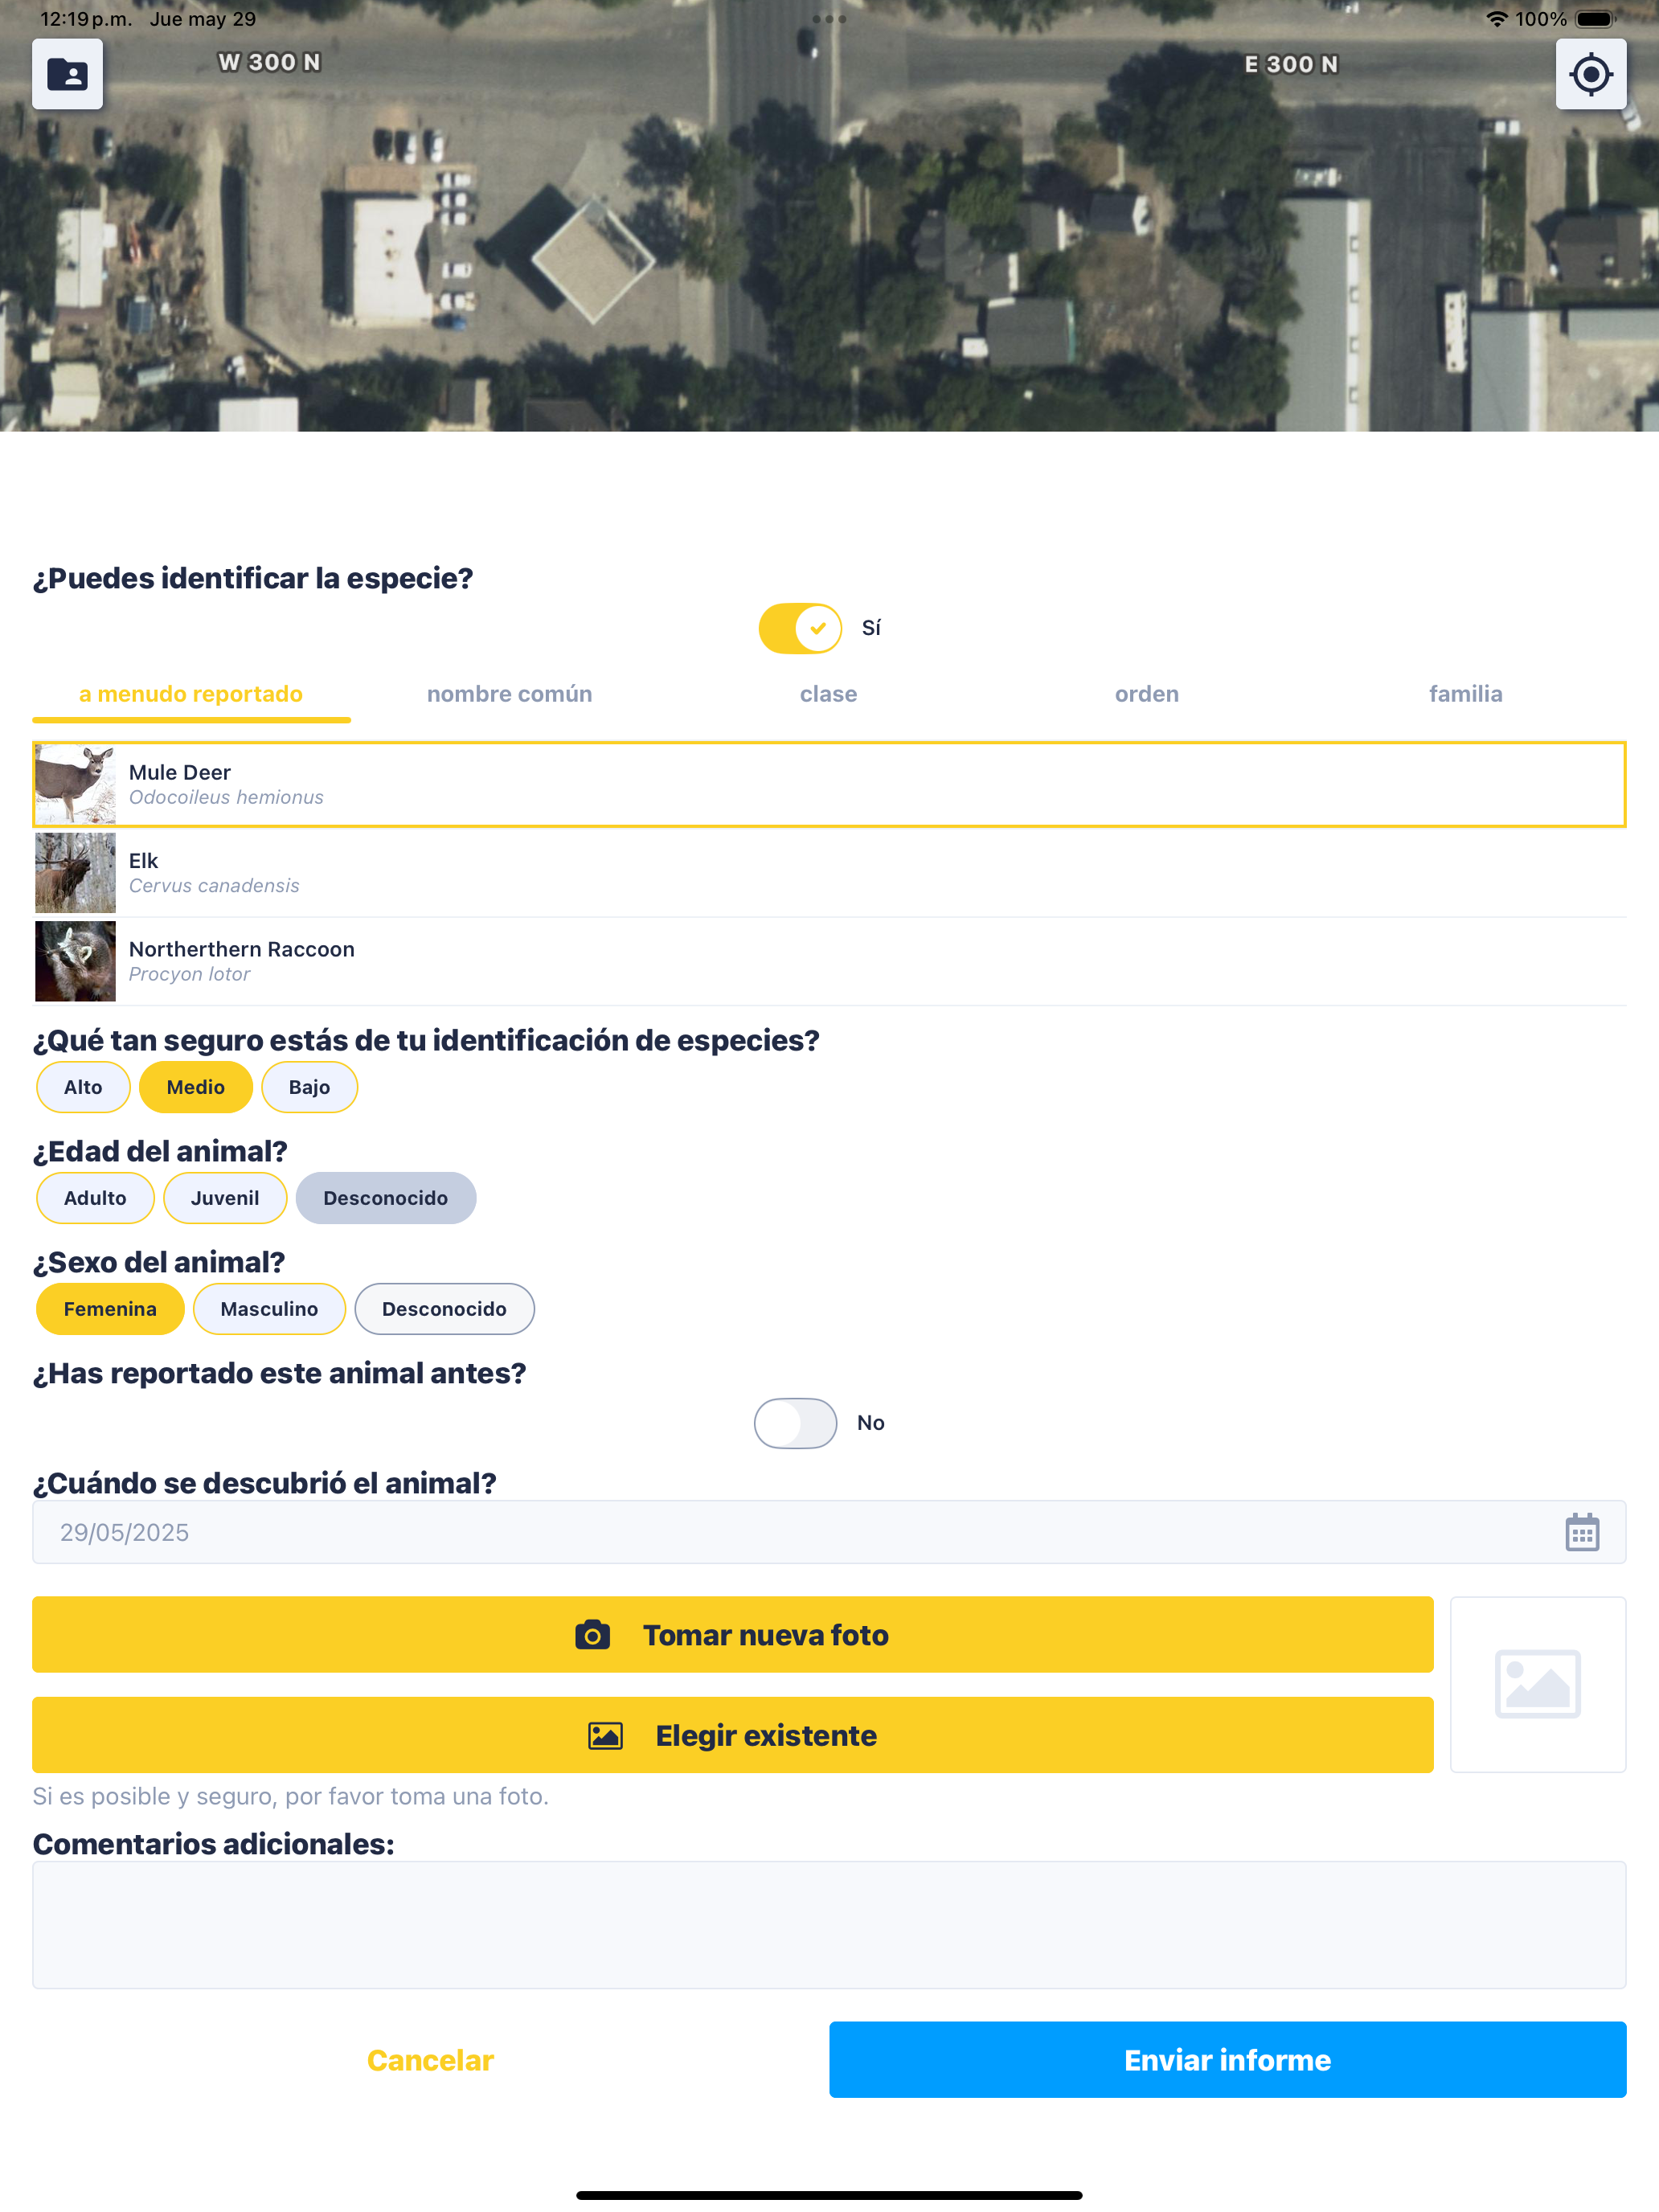 12:19 p.m. Jue may 29
100%
W 300 N
E 300 N
¿Puedes identificar la especie?
Sí
a menudo reportado
nombre común
clase
orden
familia
Mule Deer
Odocoileus hemionus
Elk
Cervus canadensis
Northerthern Raccoon
Procyon lotor
¿Qué tan seguro estás de tu identificación de especies?
Alto
Medio
Bajo
¿Edad del animal?
Adulto
Juvenil
Desconocido
¿Sexo del animal?
Femenina
Masculino
Desconocido
¿Has reportado este animal antes?
No
¿Cuándo se descubrió el animal?
29/05/2025
Tomar nueva foto
Elegir existente
Si es posible y seguro, por favor toma una foto.
Comentarios adicionales:
Cancelar
Enviar informe